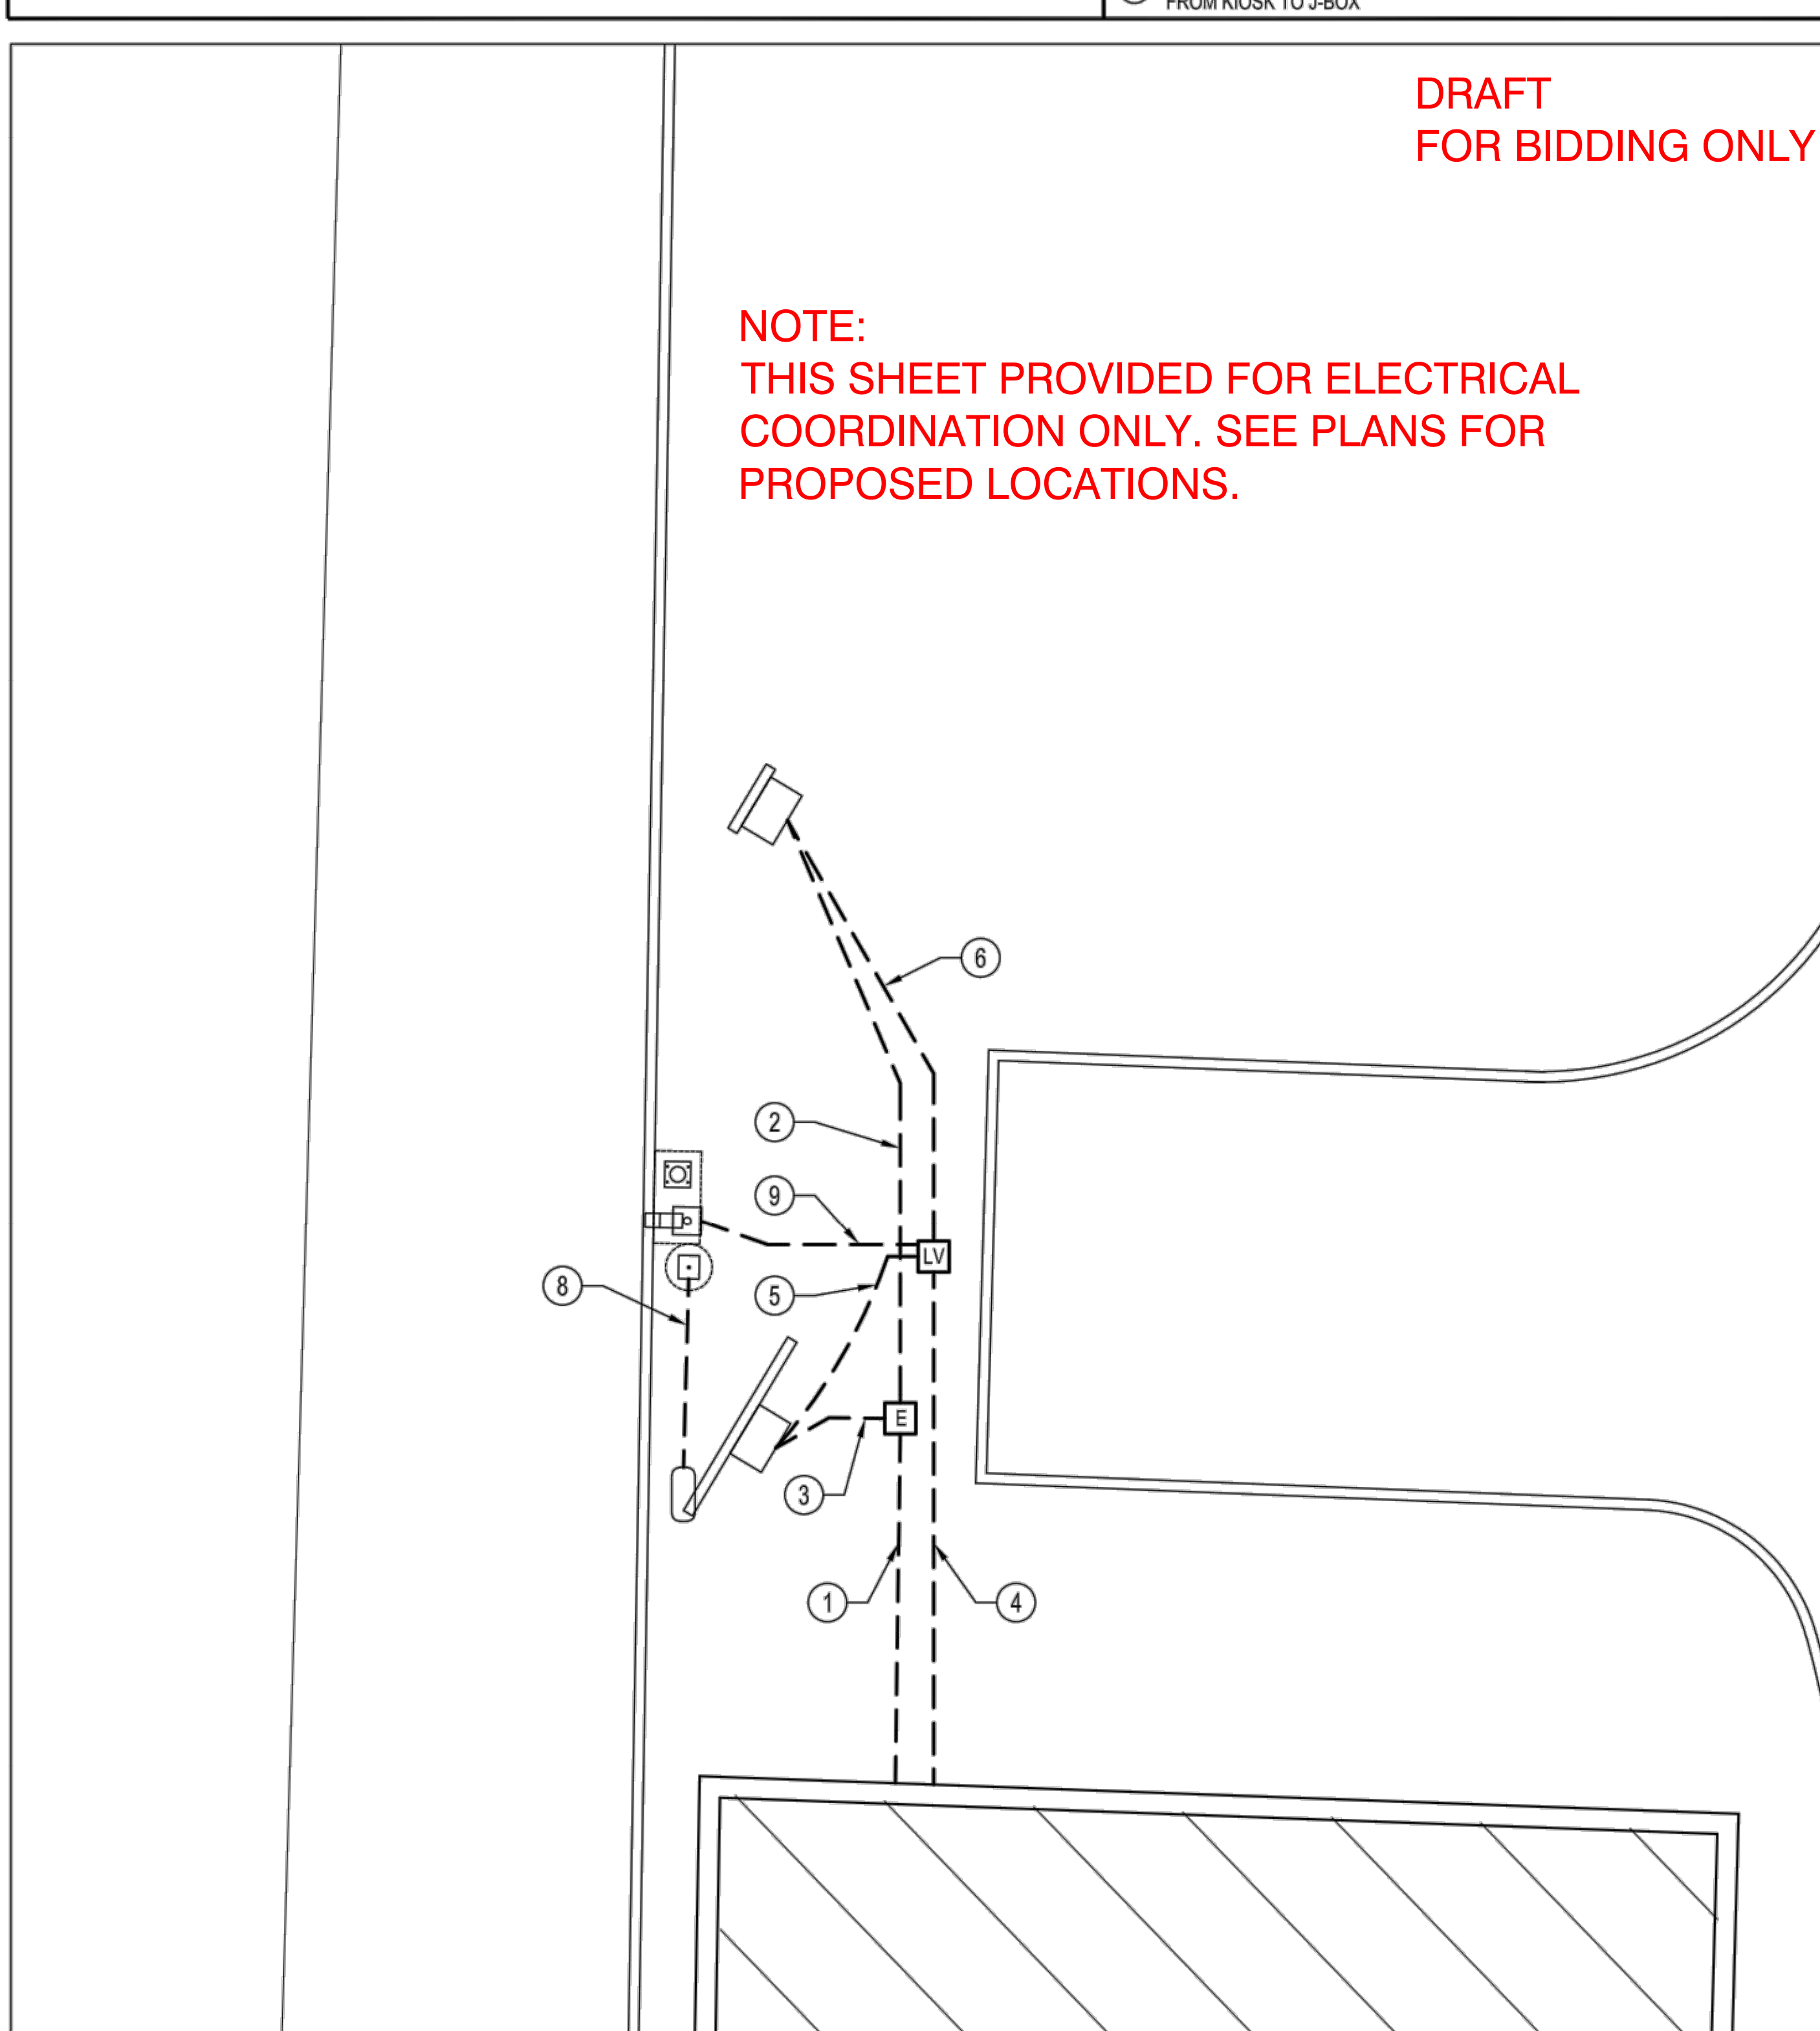 FROM KIOSK TO J-BOX
DRAFT
FOR BIDDING ONLY
NOTE:
THIS SHEET PROVIDED FOR ELECTRICAL
COORDINATION ONLY. SEE PLANS FOR
PROPOSED LOCATIONS.
6
2
9
LV
8
5
E
3
1
4